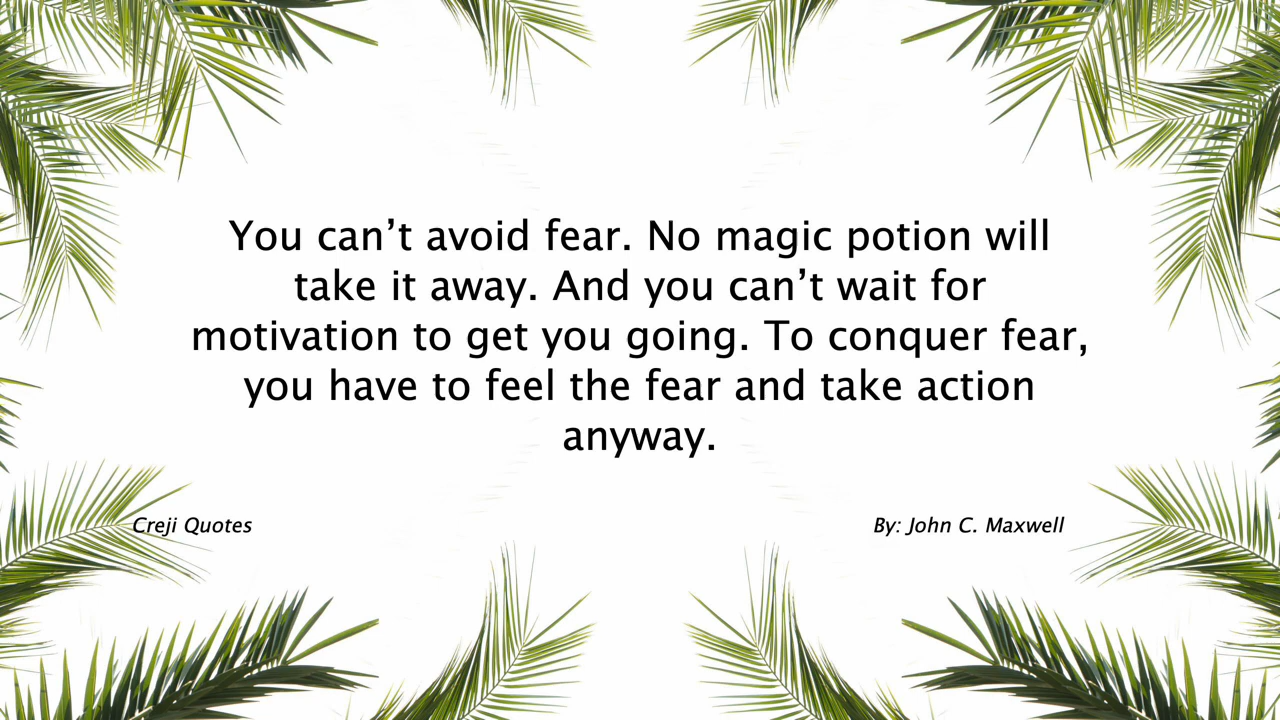 You can’t avoid fear. No magic potion will
take it away. And you can’t wait for
motivation to get you going. To conquer fear,
you have to feel the fear and take action
anyway.
Creji Quotes
By: John C. Maxwell